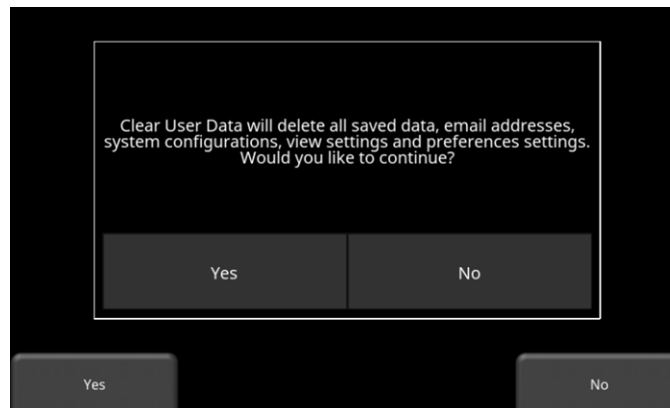 Clear User Data will delete all saved data, email addresses,
system configurations, view settings and preferences settings.
Would you like to continue?
Yes
No
Yes
No